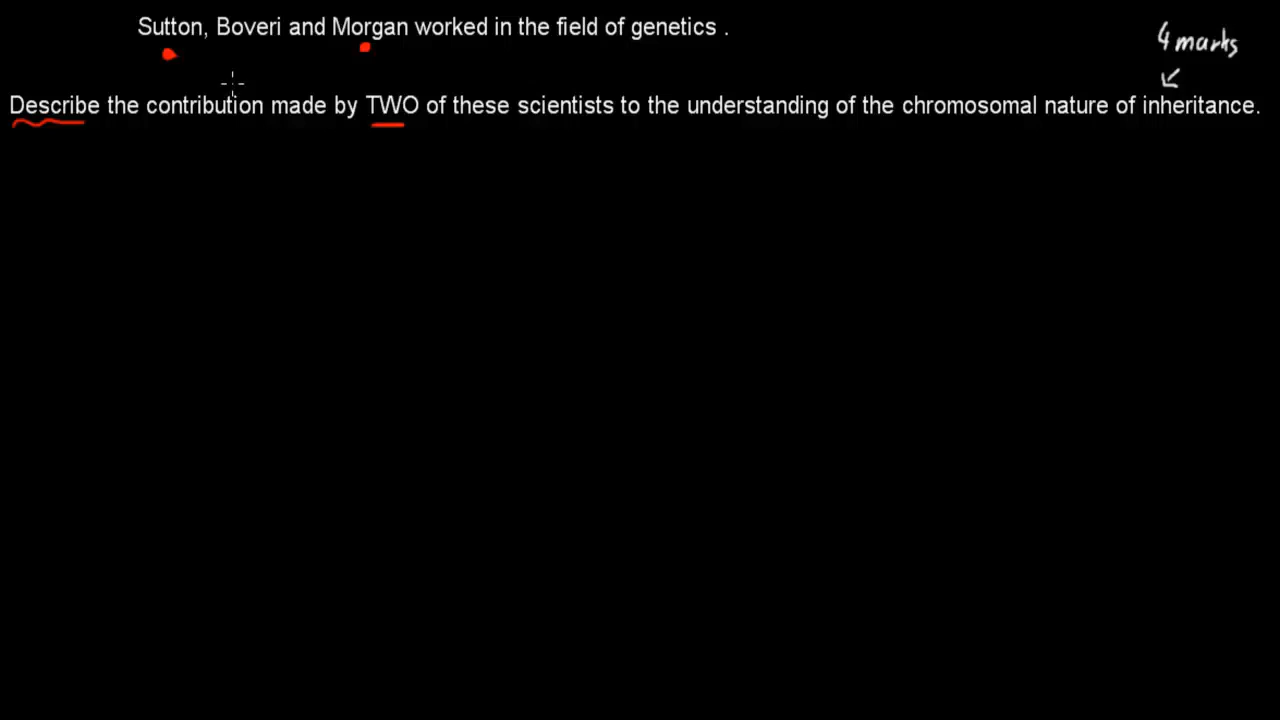 Sutton, Boveri and Morgan worked in the field of genetics .
4 marks
Describe the contribution made by TWO of these scientists to the understanding of the chromosomal nature of inheritance.